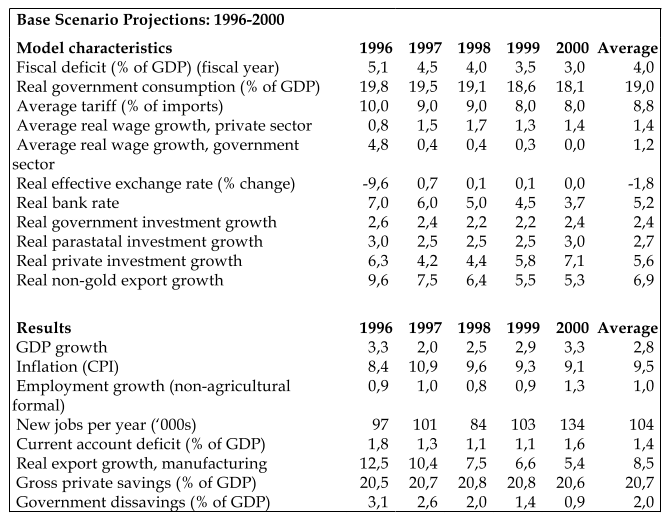 Base Scenario Projections: 1996-2000
Model characteristics 1996 1997 1998 1999 2000 Average
Fiscal deficit (% of GDP) (fiscal year) 5,1 4,5 4,0 3,5 3,0 4,0
Real government consumption (% of GDP) 19,8 19,5 19,1 18,6 18,1 19,0
Average tariff (% of imports) 10,0 9,0 9,0 8,0 8,0 8,8
Average real wage growth, private sector 0,8 1,5 1,7 1,3 1,4 1,4
Average real wage growth, government 4,8 0,4 0,4 0,3 0,0 1,2
sector
Real effective exchange rate (% change) -9,6 0,7 0,1 0,1 0,0 -1,8
Real bank rate 7,0 6,0 5,0 4,5 3,7 5,2
Real government investment growth 2,6 2,4 2,2 2,2 2,4 2,4
Real parastatal investment growth 3,0 2,5 2,5 2,5 3,0 2,7
Real private investment growth 6,3 4,2 4,4 5,8 7,1 5,6
Real non-gold export growth 9,6 7,5 6,4 5,5 5,3 6,9
Results 1996 1997 1998 1999 2000 Average
GDP growth 3,3 2,0 2,5 2,9 3,3 2,8
Inflation (CPI) 8,4 10,9 9,6 9,3 9,1 9,5
Employment growth (non-agricultural 0,9 1,0 0,8 0,9 1,3 1,0
formal)
New jobs per year (‘000s) 97 101 84 103 134 104
Current account deficit (% of GDP) 1,8 1,3 1,1 1,1 1,6 1,4
Real export growth, manufacturing 12,5 10,4 7,5 6,6 5,4 8,5
Gross private savings (% of GDP) 20,5 20,7 20,8 20,8 20,6 20,7
Government dissavings (% of GDP) 3,1 2,6 2,0 1,4 0,9 2,0